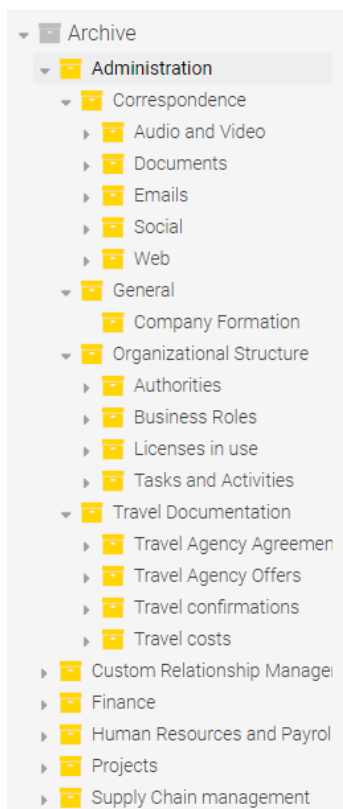 Archive
Administration
Correspondence
Audio and Video
Documents
Emails
Social
Web
General
Company Formation
Organizational Structure
Authorities
Business Roles
Licenses in use
Tasks and Activities
Travel Documentation
Travel Agency Agreemen
Travel Agency Offers
Travel confirmations
Travel costs
Custom Relationship Manage
Finance
Human Resources and Payrol
Projects
Supply Chain management